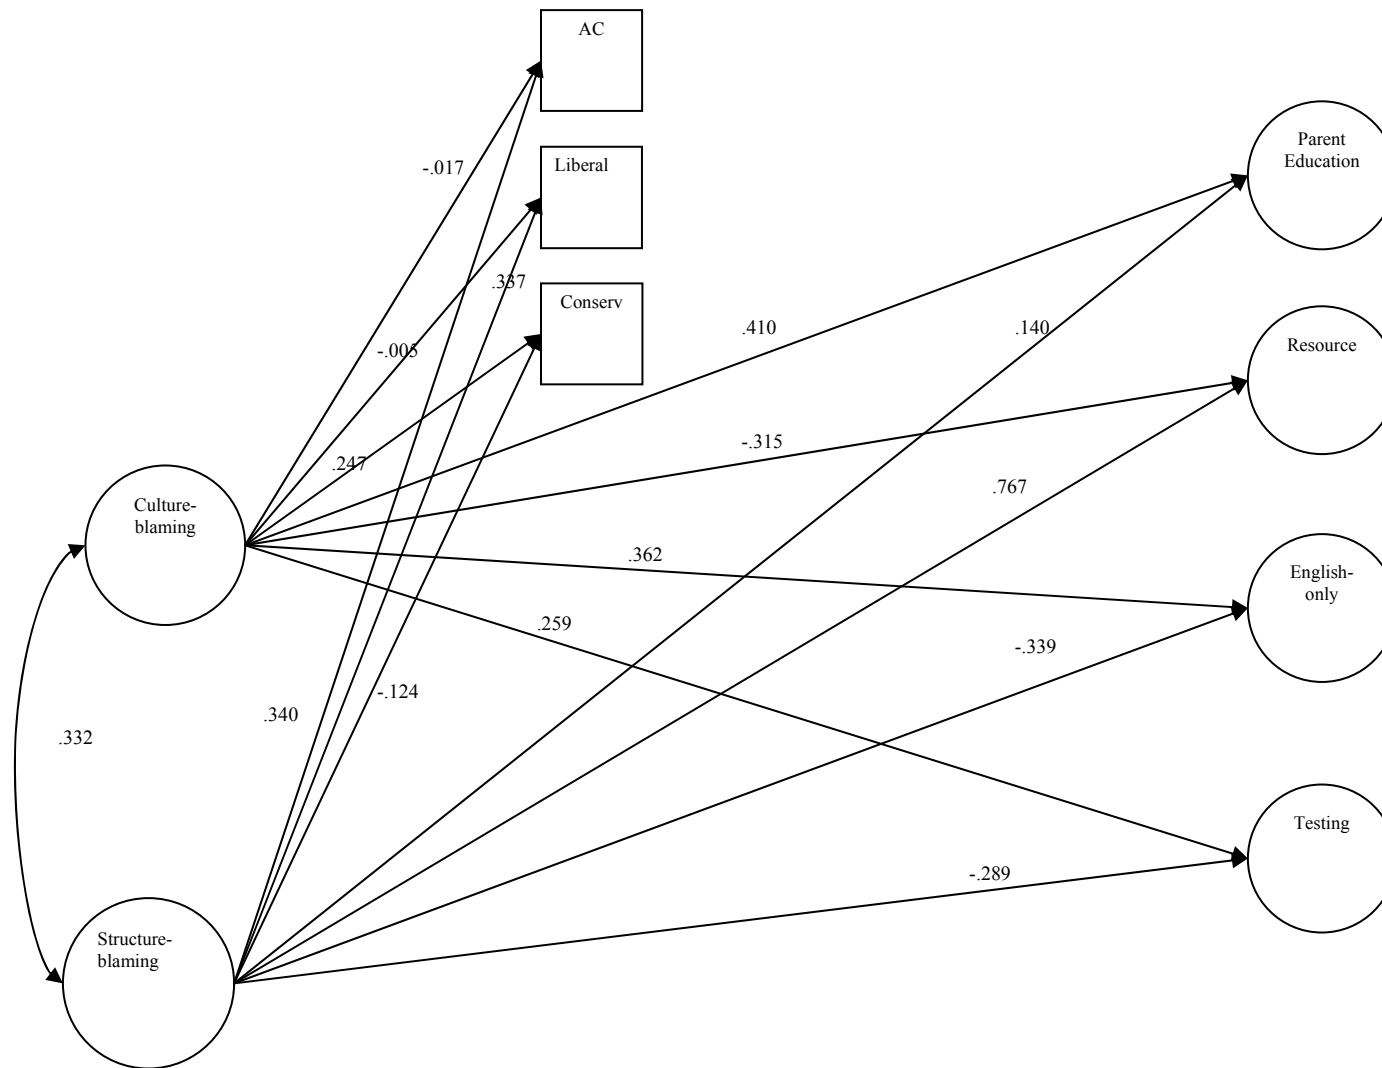 AC
Parent
Education
-.017
Liberal
.337
Conserv
.410
.140
Resource
-.005
-.315
.247
.767
Culture-
blaming
.362
English-
only
.259
-.339
-.124
.340
.332
Testing
-.289
Structure-
blaming